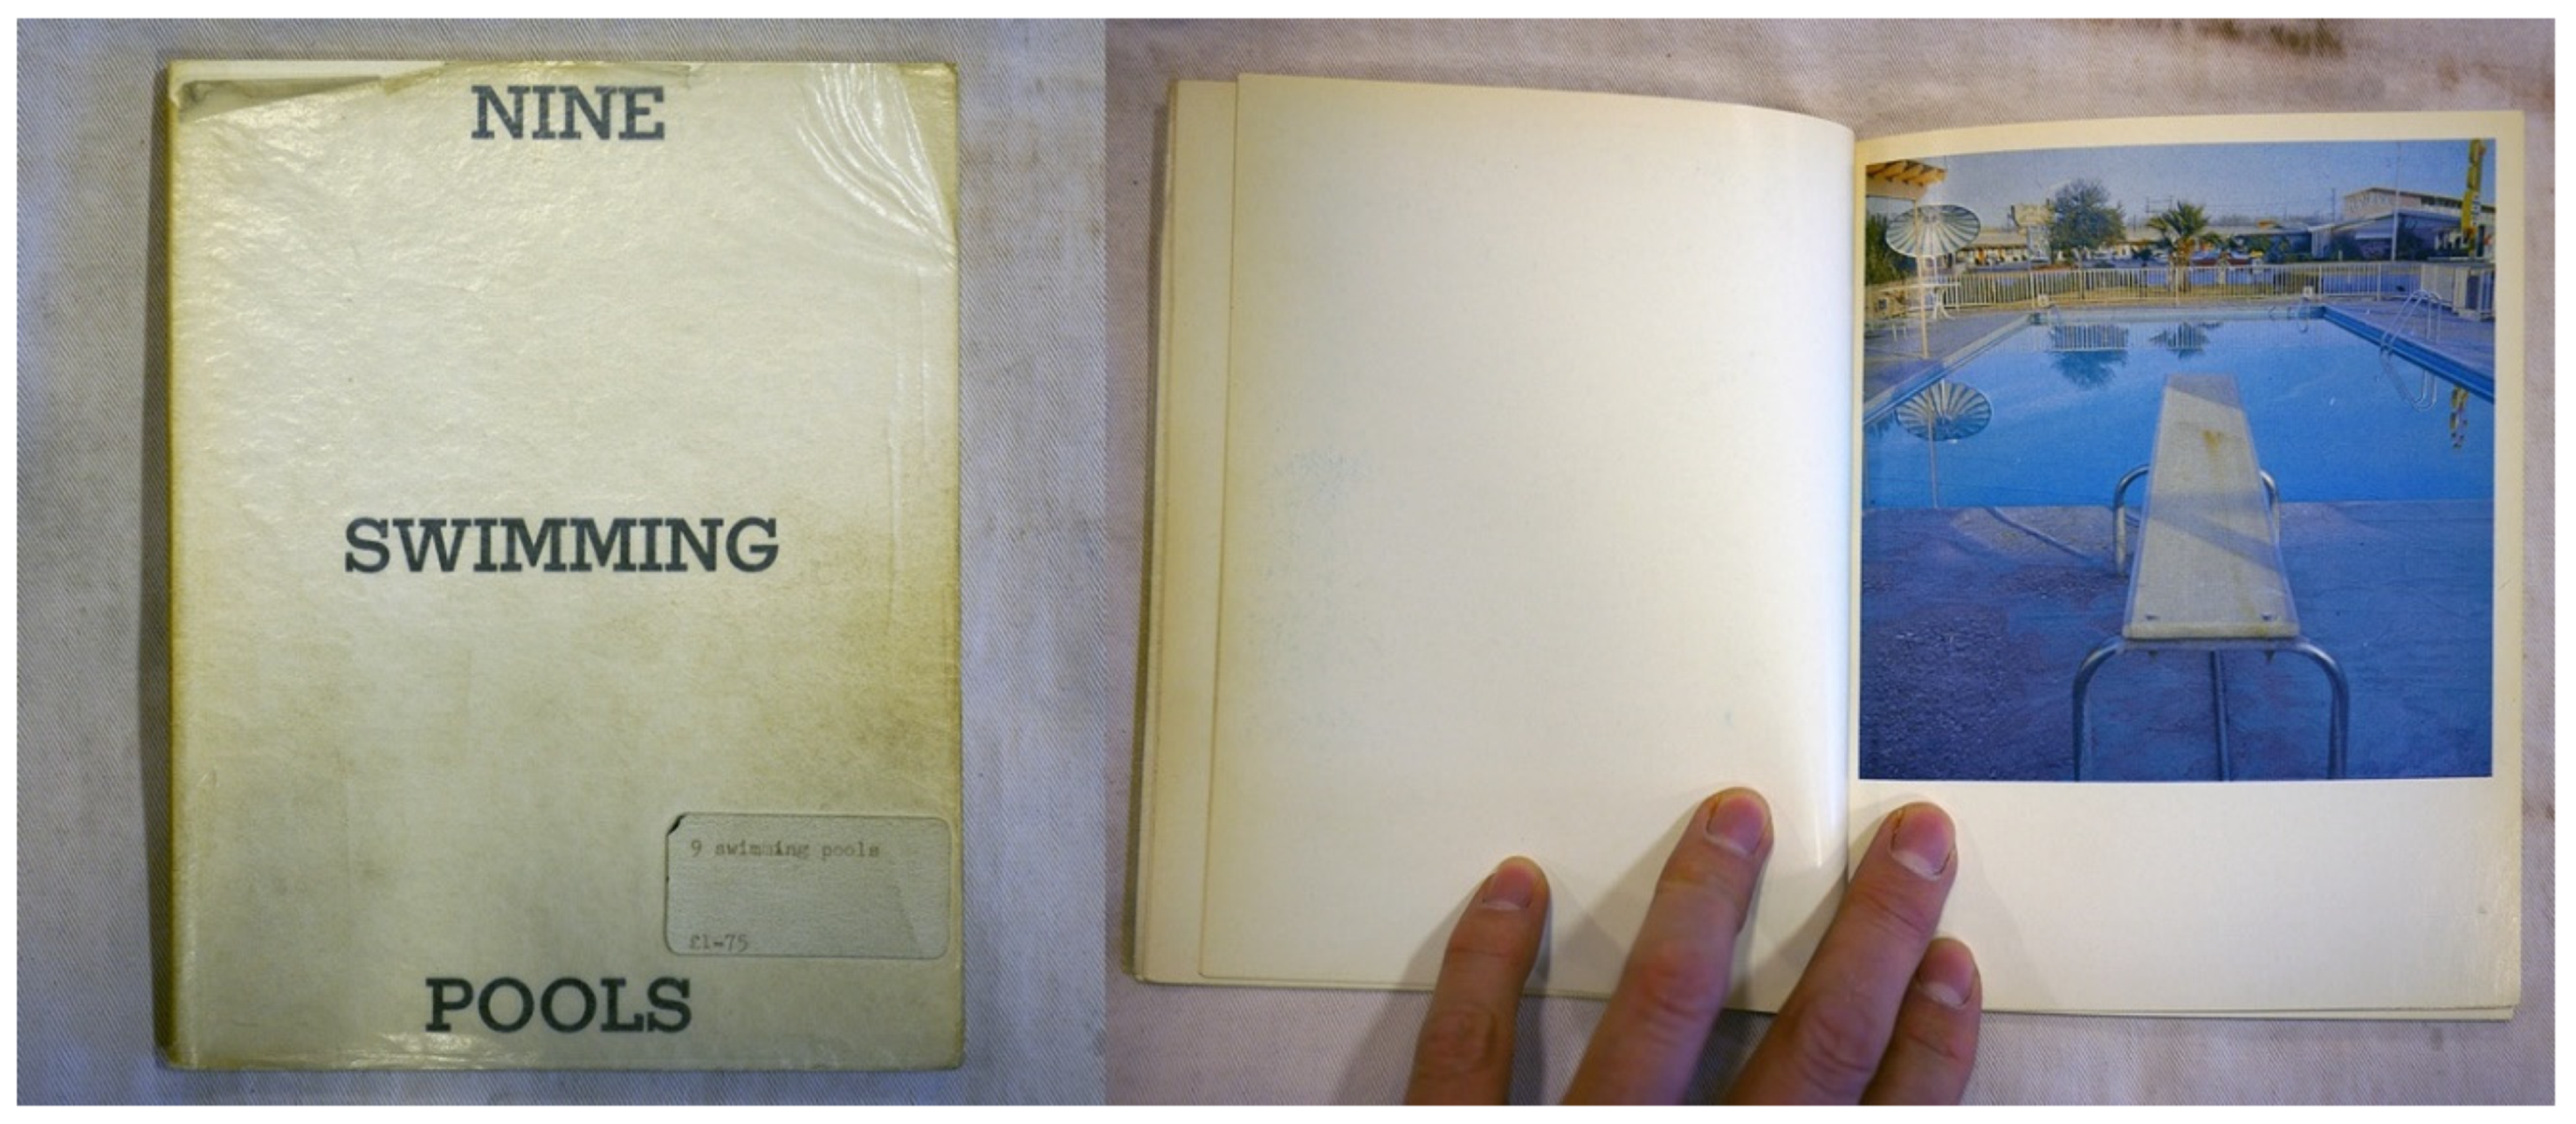 NINE
SWIMMING
9 swimming pools
£1-75
POOLS